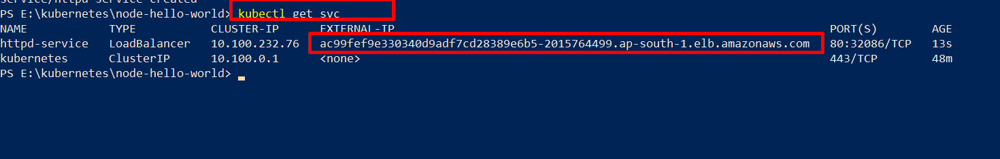 service/httpd-service created
PS E:\kubernetes\node-hello-world> kubectl get svc
NAME TYPE CLUSTER-IP EXTERNAL-IP PORT(S) AGE
httpd-service LoadBalancer 10.100.232.76 ac99fef9e330340d9adf7cd28389e6b5-2015764499.ap-south-1.elb.amazonaws.com 80:32086/TCP 13s
kubernetes ClusterIP 10.100.0.1 <none> 443/TCP 48m
PS E:\kubernetes\node-hello-world>